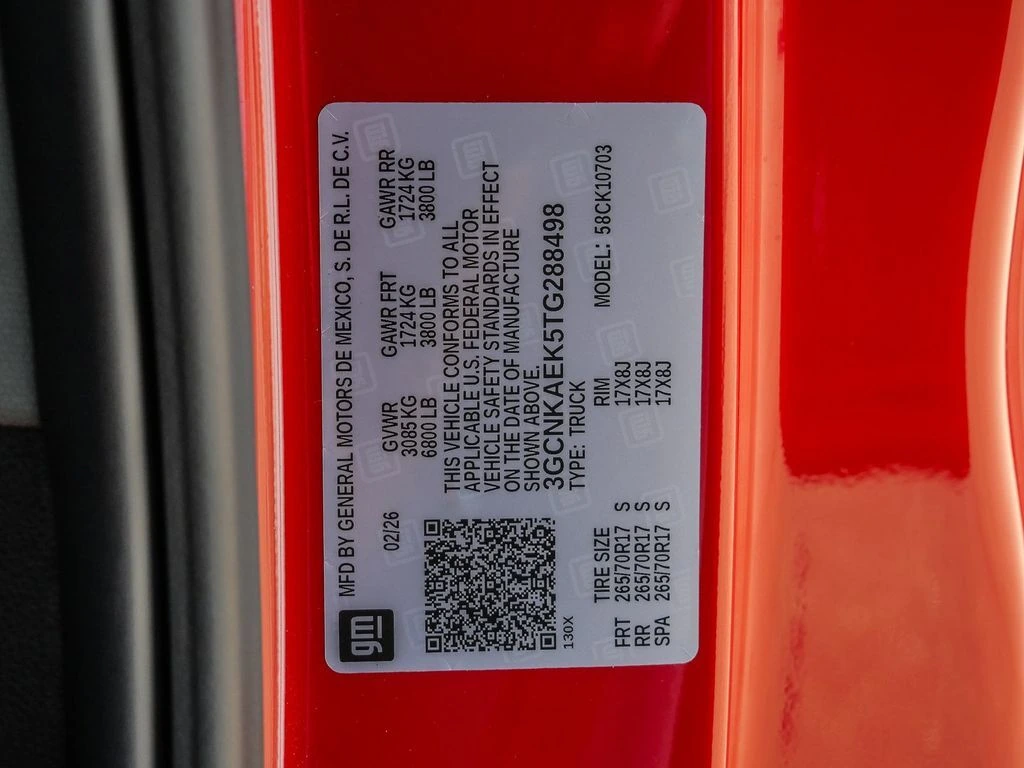 gm MFD BY GENERAL MOTORS DE MEXICO, S. DE R.L. DE C.V.
02/26 GVWR GAWR FRT GAWR RR
3085 KG 1724 KG 1724 KG
6800 LB 3800 LB 3800 LB
THIS VEHICLE CONFORMS TO ALL
APPLICABLE U.S. FEDERAL MOTOR
VEHICLE SAFETY STANDARDS IN EFFECT
ON THE DATE OF MANUFACTURE
SHOWN ABOVE.
3GCNKAEK5TG288498
130X TYPE: TRUCK
TIRE SIZE RIM MODEL: 58CK10703
FRT 265/70R17 S 17X8J
RR 265/70R17 S 17X8J
SPA 265/70R17 S 17X8J